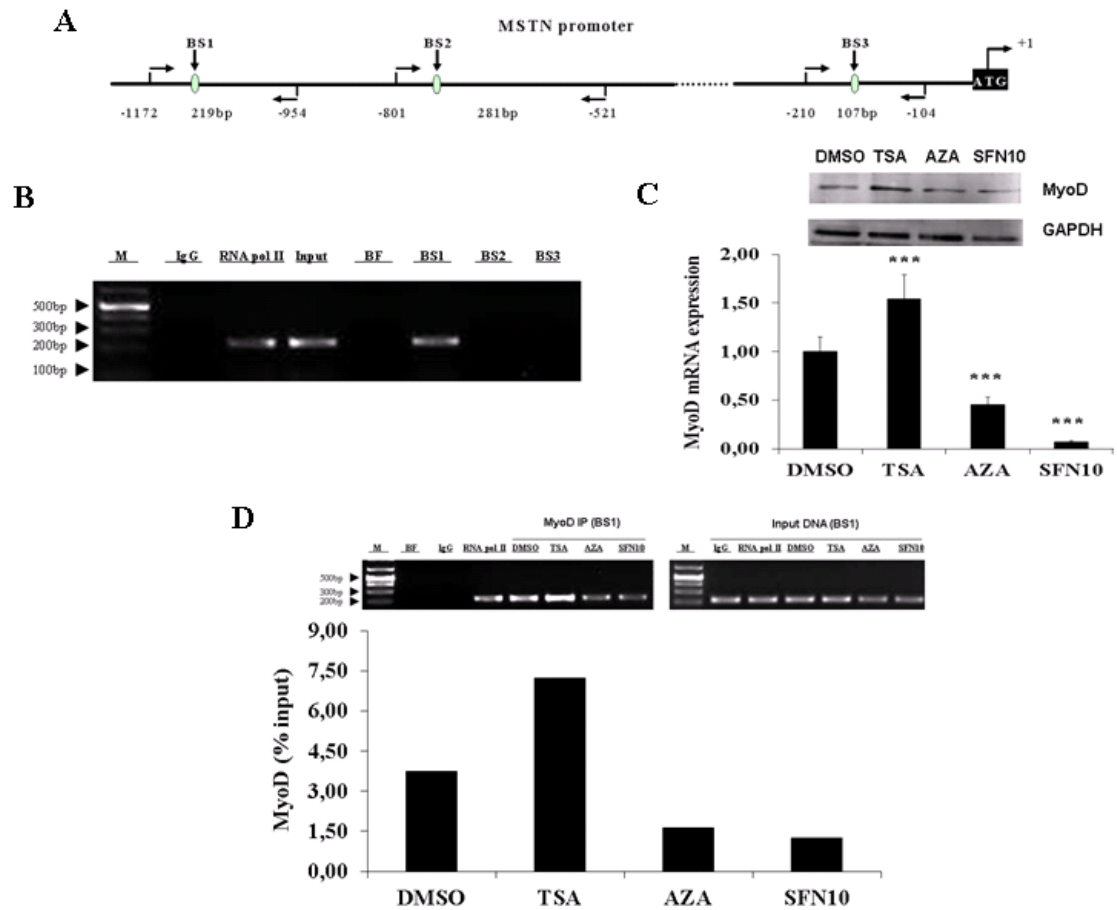 A
MSTN promoter
BS1 BS2 BS3 +1
ATG
-1172 219bp -954 -801 281bp -521 -210 107bp -104
B
M IgG RNA pol II Input BF BS1 BS2 BS3
500bp
300bp
200bp
100bp
C
DMSO TSA AZA SFN10
MyoD
GAPDH
MyoD mRNA expression
2,00
1,50
1,00
0,50
0,00
***
***
***
DMSO TSA AZA SFN10
D
MyoD IP (BS1) Input DNA (BS1)
M BF IgG RNA pol II DMSO TSA AZA SFN10 M IgG RNA pol II DMSO TSA AZA SFN10
500bp
300bp
200bp
MyoD (% input)
9,00
7,50
6,00
4,50
3,00
1,50
0,00
DMSO TSA AZA SFN10